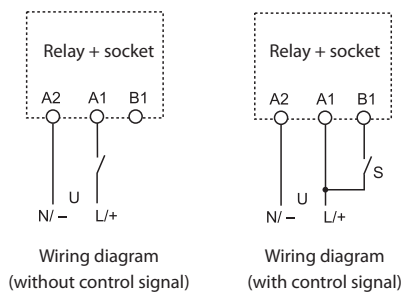 Relay + socket
A2 A1 B1
U
N/ – L/+
Wiring diagram
(without control signal)
Relay + socket
A2 A1 B1
S
U
N/ – L/+
Wiring diagram
(with control signal)